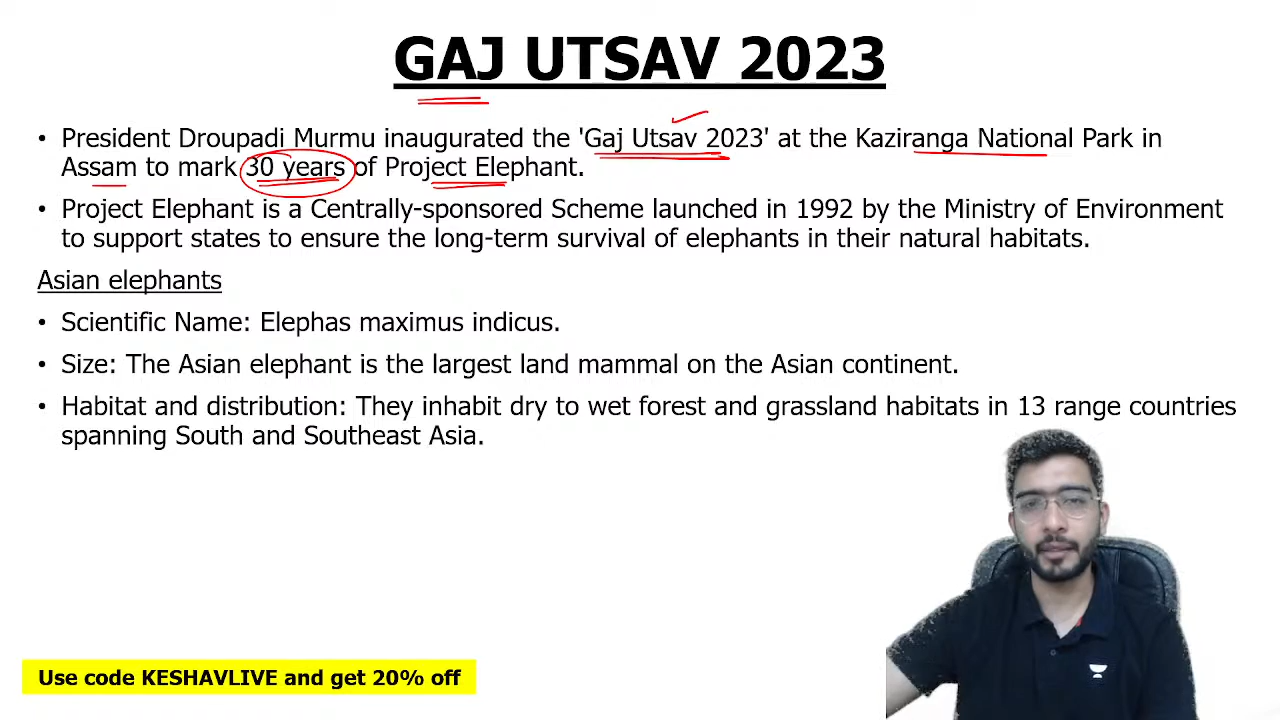 GAJ UTSAV 2023
• President Droupadi Murmu inaugurated the 'Gaj Utsav 2023' at the Kaziranga National Park in
Assam to mark 30 years of Project Elephant.
• Project Elephant is a Centrally-sponsored Scheme launched in 1992 by the Ministry of Environment
to support states to ensure the long-term survival of elephants in their natural habitats.
Asian elephants
• Scientific Name: Elephas maximus indicus.
• Size: The Asian elephant is the largest land mammal on the Asian continent.
• Habitat and distribution: They inhabit dry to wet forest and grassland habitats in 13 range countries
spanning South and Southeast Asia.
Use code KESHAVLIVE and get 20% off